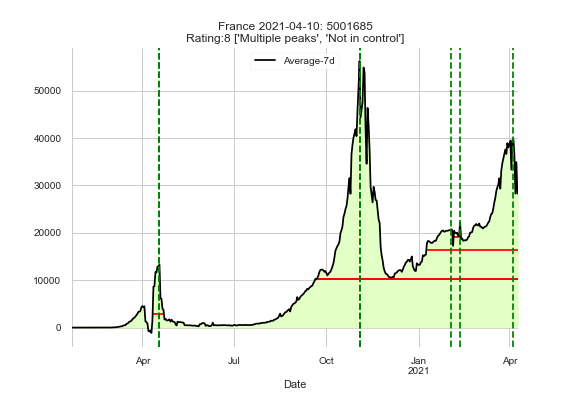 France 2021-04-10: 5001685
Rating:8 ['Multiple peaks', 'Not in control']
Average-7d
50000
40000
30000
20000
10000
0
Apr Jul Oct Jan Apr
2021
Date